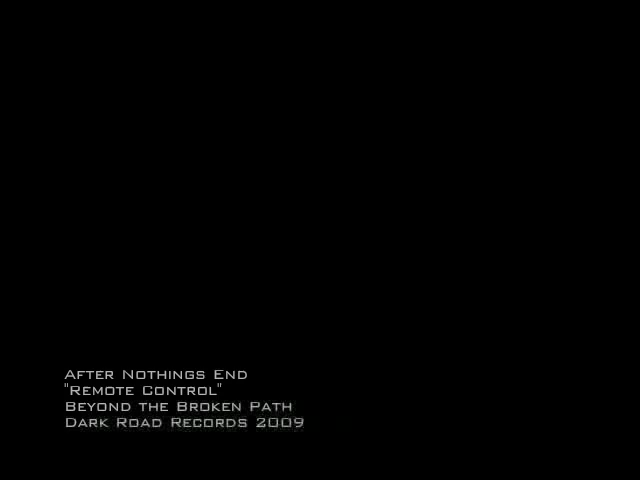 After Nothings End
"Remote Control"
Beyond the Broken Path
Dark Road Records 2009